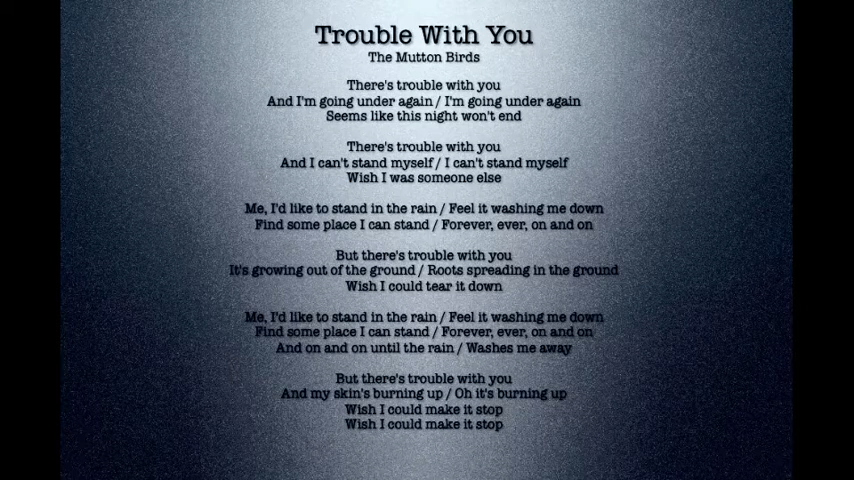 Trouble With You
The Mutton Birds
There's trouble with you
And I'm going under again / I'm going under again
Seems like this night won't end
There's trouble with you
And I can't stand myself / I can't stand myself
Wish I was someone else
Me, I'd like to stand in the rain / Feel it washing me down
Find some place I can stand / Forever, ever, on and on
But there's trouble with you
It's growing out of the ground / Roots spreading in the ground
Wish I could tear it down
Me, I'd like to stand in the rain / Feel it washing me down
Find some place I can stand / Forever, ever, on and on
And on and on until the rain / Washes me away
But there's trouble with you
And my skin's burning up / Oh it's burning up
Wish I could make it stop
Wish I could make it stop